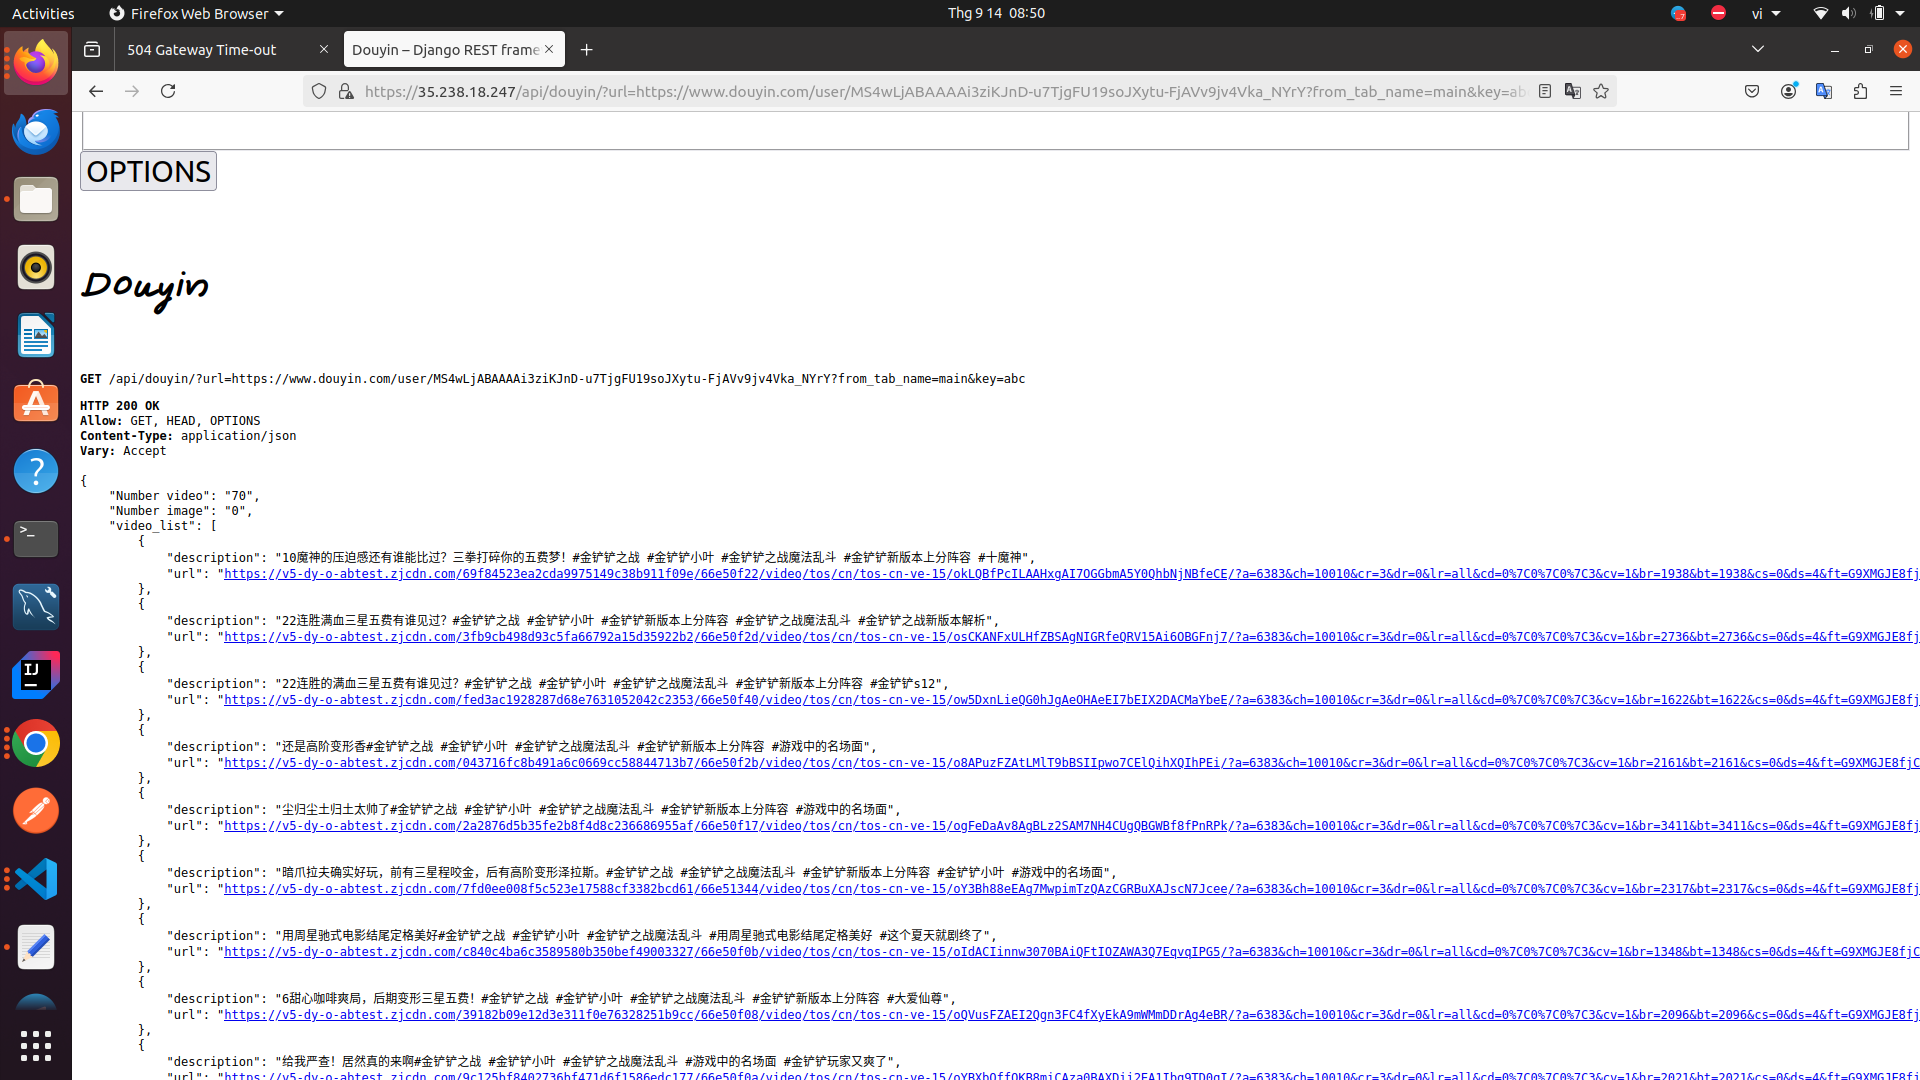 Activities Firefox Web Browser Thg 9 14 08:50 vi
504 Gateway Time-out Douyin – Django REST frame
https://35.238.18.247/api/douyin/?url=https://www.douyin.com/user/MS4wLjABAAAAi3ziKJnD-u7TjgFU19soJXytu-FjAVv9jv4Vka_NYrY?from_tab_name=main&key=abc
OPTIONS
Douyin
GET /api/douyin/?url=https://www.douyin.com/user/MS4wLjABAAAAi3ziKJnD-u7TjgFU19soJXytu-FjAVv9jv4Vka_NYrY?from_tab_name=main&key=abc
HTTP 200 OK
Allow: GET, HEAD, OPTIONS
Content-Type: application/json
Vary: Accept
{
"Number video": "70",
"Number image": "0",
"video_list": [
{
"description": "10魔神的压迫感还有谁能比过？三拳打碎你的五费梦！#金铲铲之战 #金铲铲小叶 #金铲铲之战魔法乱斗 #金铲铲新版本上分阵容 #十魔神",
"url": "https://v5-dy-o-abtest.zjcdn.com/69f84523ea2cda9975149c38b911f09e/66e50f22/video/tos/cn/tos-cn-ve-15/okLQBfPcILAAHxgAI7OGGbmA5Y0QhbNjNBfeCE/?a=6383&ch=10010&cr=3&dr=0&lr=all&cd=0%7C0%7C0%7C3&cv=1&br=1938&bt=1938&cs=0&ds=4&ft=G9XMGJE8fj
},
{
"description": "22连胜满血三星五费有谁见过？#金铲铲之战 #金铲铲小叶 #金铲铲新版本上分阵容 #金铲铲之战魔法乱斗 #金铲铲之战新版本解析",
"url": "https://v5-dy-o-abtest.zjcdn.com/3fb9cb498d93c5fa66792a15d35922b2/66e50f2d/video/tos/cn/tos-cn-ve-15/osCKANFxULHfZBSAgNIGRfeQRV15Ai6OBGFnj7/?a=6383&ch=10010&cr=3&dr=0&lr=all&cd=0%7C0%7C0%7C3&cv=1&br=2736&bt=2736&cs=0&ds=4&ft=G9XMGJE8fj
},
{
"description": "22连胜的满血三星五费有谁见过？#金铲铲之战 #金铲铲小叶 #金铲铲之战魔法乱斗 #金铲铲新版本上分阵容 #金铲铲s12",
"url": "https://v5-dy-o-abtest.zjcdn.com/fed3ac1928287d68e7631052042c2353/66e50f40/video/tos/cn/tos-cn-ve-15/ow5DxnLieQG0hJgAeOHAeEI7bEIX2DACMaYbeE/?a=6383&ch=10010&cr=3&dr=0&lr=all&cd=0%7C0%7C0%7C3&cv=1&br=1622&bt=1622&cs=0&ds=4&ft=G9XMGJE8fj
},
{
"description": "还是高阶变形香#金铲铲之战 #金铲铲小叶 #金铲铲之战魔法乱斗 #金铲铲新版本上分阵容 #游戏中的名场面",
"url": "https://v5-dy-o-abtest.zjcdn.com/043716fc8b491a6c0669cc58844713b7/66e50f2b/video/tos/cn/tos-cn-ve-15/o8APuzFZAtLMlT9bBSIIpwo7CElQihXQIhPEi/?a=6383&ch=10010&cr=3&dr=0&lr=all&cd=0%7C0%7C0%7C3&cv=1&br=2161&bt=2161&cs=0&ds=4&ft=G9XMGJE8fjC
},
{
"description": "尘归尘土归土太帅了#金铲铲之战 #金铲铲小叶 #金铲铲之战魔法乱斗 #金铲铲新版本上分阵容 #游戏中的名场面",
"url": "https://v5-dy-o-abtest.zjcdn.com/2a2876d5b35fe2b8f4d8c236686955af/66e50f17/video/tos/cn/tos-cn-ve-15/ogFeDaAv8AgBLz2SAM7NH4CUgQBGWBf8fPnRPk/?a=6383&ch=10010&cr=3&dr=0&lr=all&cd=0%7C0%7C0%7C3&cv=1&br=3411&bt=3411&cs=0&ds=4&ft=G9XMGJE8fj
},
{
"description": "暗爪拉夫确实好玩，前有三星程咬金，后有高阶变形泽拉斯。#金铲铲之战 #金铲铲之战魔法乱斗 #金铲铲新版本上分阵容 #金铲铲小叶 #游戏中的名场面",
"url": "https://v5-dy-o-abtest.zjcdn.com/7fd0ee008f5c523e17588cf3382bcd61/66e51344/video/tos/cn/tos-cn-ve-15/oY3Bh88eEAg7MwpimTzQAzCGRBuXAJscN7Jcee/?a=6383&ch=10010&cr=3&dr=0&lr=all&cd=0%7C0%7C0%7C3&cv=1&br=2317&bt=2317&cs=0&ds=4&ft=G9XMGJE8fj
},
{
"description": "用周星驰式电影结尾定格美好#金铲铲之战 #金铲铲小叶 #金铲铲之战魔法乱斗 #用周星驰式电影结尾定格美好 #这个夏天就剧终了",
"url": "https://v5-dy-o-abtest.zjcdn.com/c840c4ba6c3589580b350bef49003327/66e50f0b/video/tos/cn/tos-cn-ve-15/oIdACIinnw3070BAiQFtIOZAWA3Q7EqvqIPG5/?a=6383&ch=10010&cr=3&dr=0&lr=all&cd=0%7C0%7C0%7C3&cv=1&br=1348&bt=1348&cs=0&ds=4&ft=G9XMGJE8fjC
},
{
"description": "6甜心咖啡爽局，后期变形三星五费！#金铲铲之战 #金铲铲小叶 #金铲铲之战魔法乱斗 #金铲铲新版本上分阵容 #大爱仙尊",
"url": "https://v5-dy-o-abtest.zjcdn.com/39182b09e12d3e311f0e76328251b9cc/66e50f08/video/tos/cn/tos-cn-ve-15/oQVusFZAEI2Qgn3FC4fXyEkA9mWMmDDrAg4eBR/?a=6383&ch=10010&cr=3&dr=0&lr=all&cd=0%7C0%7C0%7C3&cv=1&br=2096&bt=2096&cs=0&ds=4&ft=G9XMGJE8fj
},
{
"description": "给我严查！居然真的来啊#金铲铲之战 #金铲铲小叶 #金铲铲之战魔法乱斗 #游戏中的名场面 #金铲铲玩家又爽了",